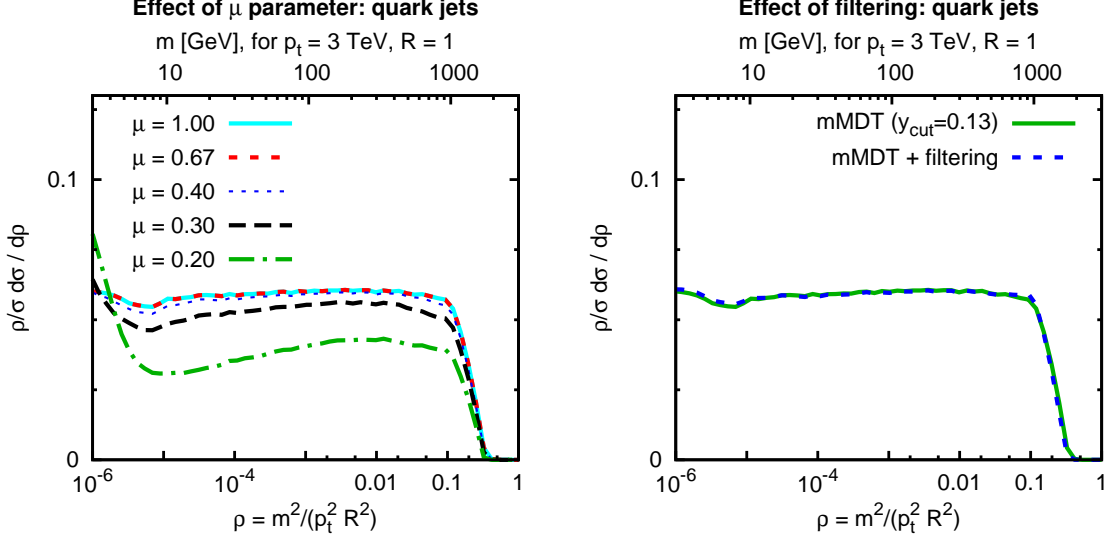 Effect of μ parameter: quark jets
m [GeV], for p_t = 3 TeV, R = 1
10 100 1000
μ = 1.00
μ = 0.67
μ = 0.40
μ = 0.30
μ = 0.20
ρ/σ dσ / dρ
0.1
0
10^-6 10^-4 0.01 0.1 1
ρ = m^2/(p_t^2 R^2)
Effect of filtering: quark jets
m [GeV], for p_t = 3 TeV, R = 1
10 100 1000
mMDT (y_cut=0.13)
mMDT + filtering
ρ/σ dσ / dρ
0.1
0
10^-6 10^-4 0.01 0.1 1
ρ = m^2/(p_t^2 R^2)